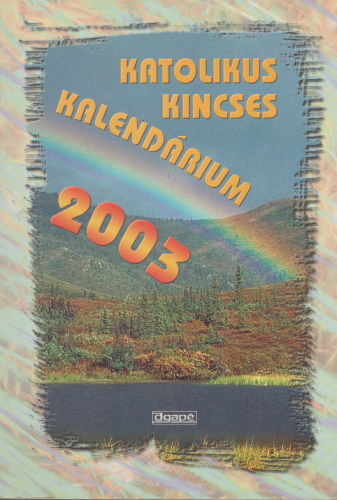 KATOLIKUS
KINCSES
KALENDÁRIUM
2003
agapé